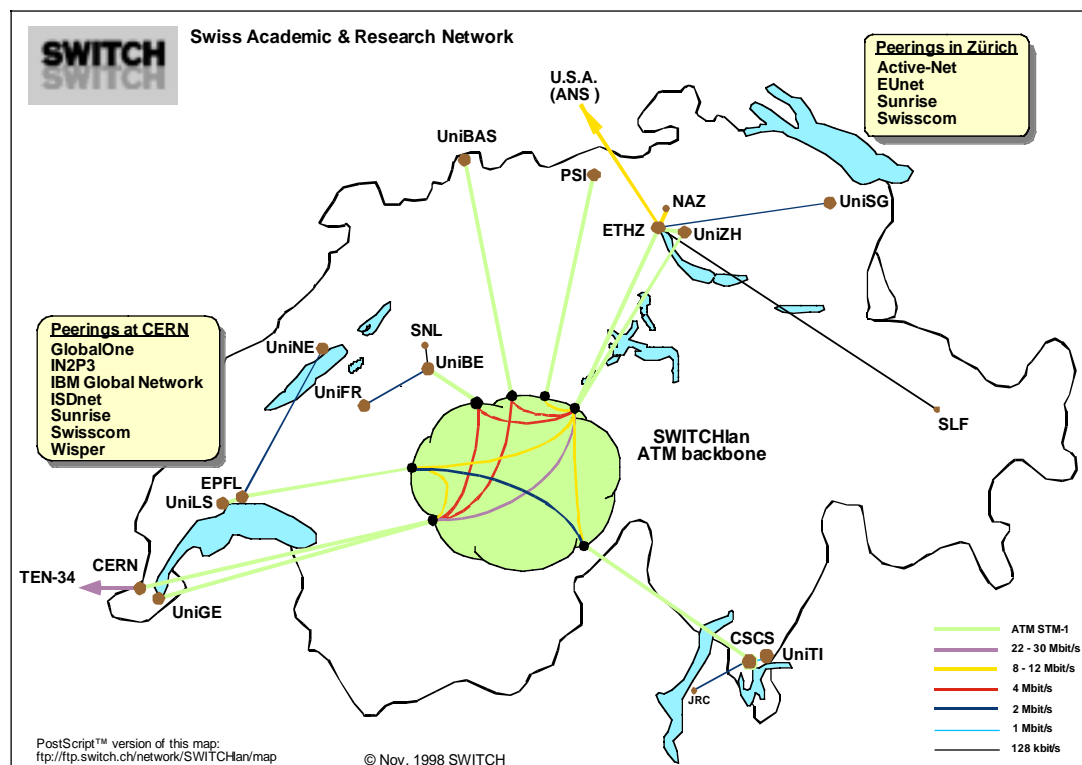 SWITCH
Swiss Academic & Research Network
Peerings in Zürich
Active-Net
EUnet
Sunrise
Swisscom
U.S.A.
(ANS )
UniBAS
PSI
NAZ
UniSG
ETHZ
UniZH
Peerings at CERN
GlobalOne
IN2P3
IBM Global Network
ISDnet
Sunrise
Swisscom
Wisper
UniNE
SNL
UniBE
UniFR
SLF
SWITCHlan
ATM backbone
EPFL
UniLS
CERN
TEN-34
UniGE
CSCS
UniTI
JRC
ATM STM-1
22 - 30 Mbit/s
8 - 12 Mbit/s
4 Mbit/s
2 Mbit/s
1 Mbit/s
128 kbit/s
PostScript™ version of this map:
ftp://ftp.switch.ch/network/SWITCHlan/map
© Nov. 1998 SWITCH